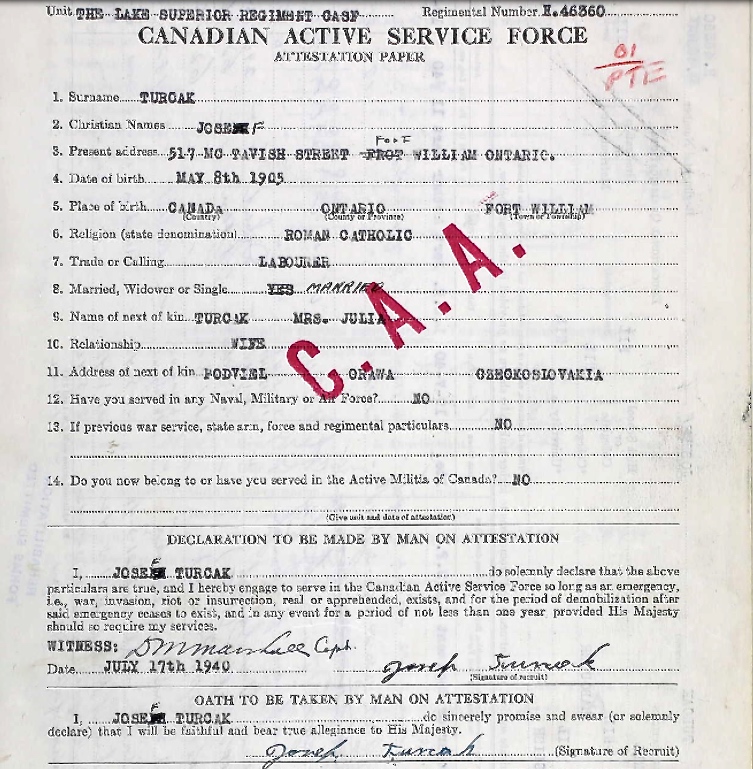 Unit THE LAKE SUPERIOR REGIMENT CASF Regimental Number H.46360
CANADIAN ACTIVE SERVICE FORCE
ATTESTATION PAPER
PTE
1. Surname TURCAK
2. Christian Names JOSEF
FORT
3. Present address 517 MC TAVISH STREET FROT WILLIAM ONTARIO.
4. Date of birth MAY 8th 1905
5. Place of birth CANADA ONTARIO FORT WILLIAM
(Country) (County or Province) (Town or Township)
6. Religion (state denomination) ROMAN CATHOLIC
7. Trade or Calling LABOURER
8. Married, Widower or Single YES MARRIED
9. Name of next of kin TURCAK MRS. JULIA
10. Relationship WIFE
11. Address of next of kin PODVIEL ORAWA CZECKOSLOVAKIA
12. Have you served in any Naval, Military or Air Force? NO
13. If previous war service, state arm, force and regimental particulars NO
14. Do you now belong to or have you served in the Active Militia of Canada? NO
(Give unit and date of attestation)
C.A.A.
DECLARATION TO BE MADE BY MAN ON ATTESTATION
I, JOSEF TURCAK do solemnly declare that the above
particulars are true, and I hereby engage to serve in the Canadian Active Service Force so long as an emergency,
i.e., war, invasion, riot or insurrection, real or apprehended, exists, and for the period of demobilization after
said emergency ceases to exist, and in any event for a period of not less than one year, provided His Majesty
should so require my services.
WITNESS: Capt.
Date JULY 17th 1940 Josef Turcak
(Signature of recruit)
OATH TO BE TAKEN BY MAN ON ATTESTATION
I, JOSEF TURCAK do sincerely promise and swear (or solemnly
declare) that I will be faithful and bear true allegiance to His Majesty.
Josef Turcak (Signature of Recruit)